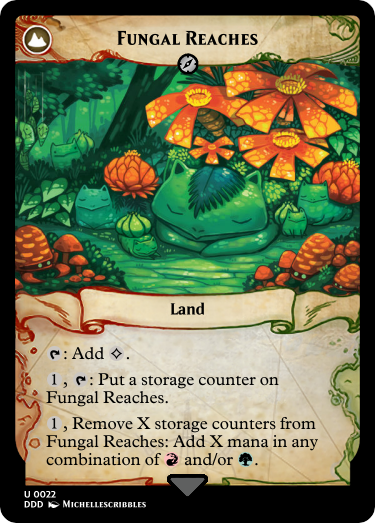 FUNGAL REACHES
Land
: Add .
1 , : Put a storage counter on
Fungal Reaches.
1 , Remove X storage counters from
Fungal Reaches: Add X mana in any
combination of and/or .
U 0022
DDD MICHELLESCRIBBLES